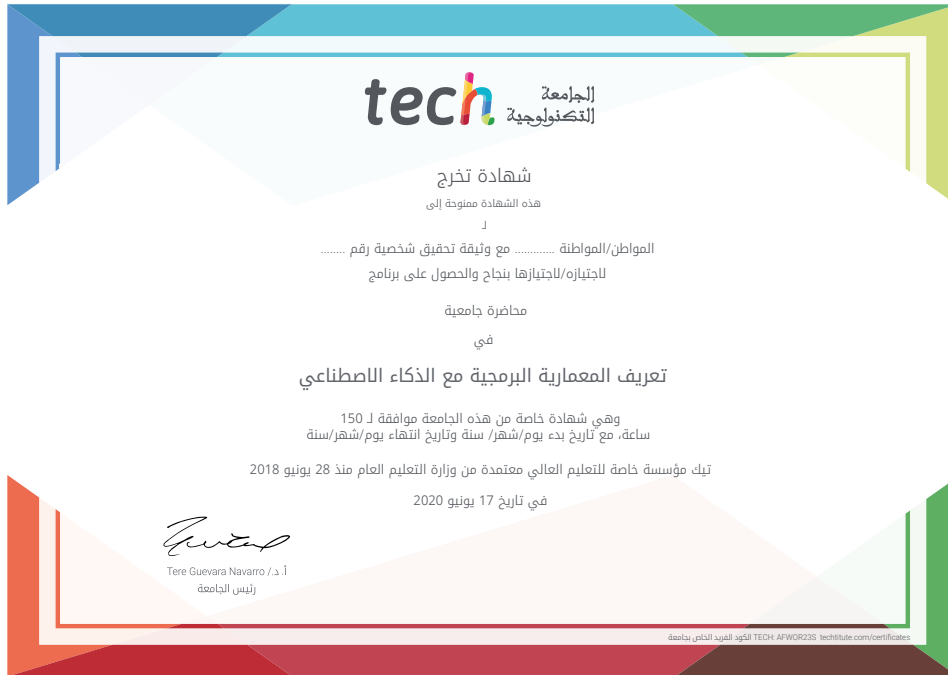 tech الجامعة
التكنولوجية
شهادة تخرج
هذه الشهادة ممنوحة إلى
لـ
المواطن/المواطنة ............ مع وثيقة تحقيق شخصية رقم ........
لاجتيازه/لاجتيازها بنجاح والحصول على برنامج
محاضرة جامعية
في
تعريف المعمارية البرمجية مع الذكاء الاصطناعي
وهي شهادة خاصة من هذه الجامعة موافقة لـ 150
ساعة، مع تاريخ بدء يوم/شهر/ سنة وتاريخ انتهاء يوم/شهر/سنة
تيك مؤسسة خاصة للتعليم العالي معتمدة من وزارة التعليم العام منذ 28 يونيو 2018
في تاريخ 17 يونيو 2020
أ. د./ Tere Guevara Navarro
رئيس الجامعة
الكود الفريد الخاص بجامعة TECH: AFWOR23S techtitute.com/certificates